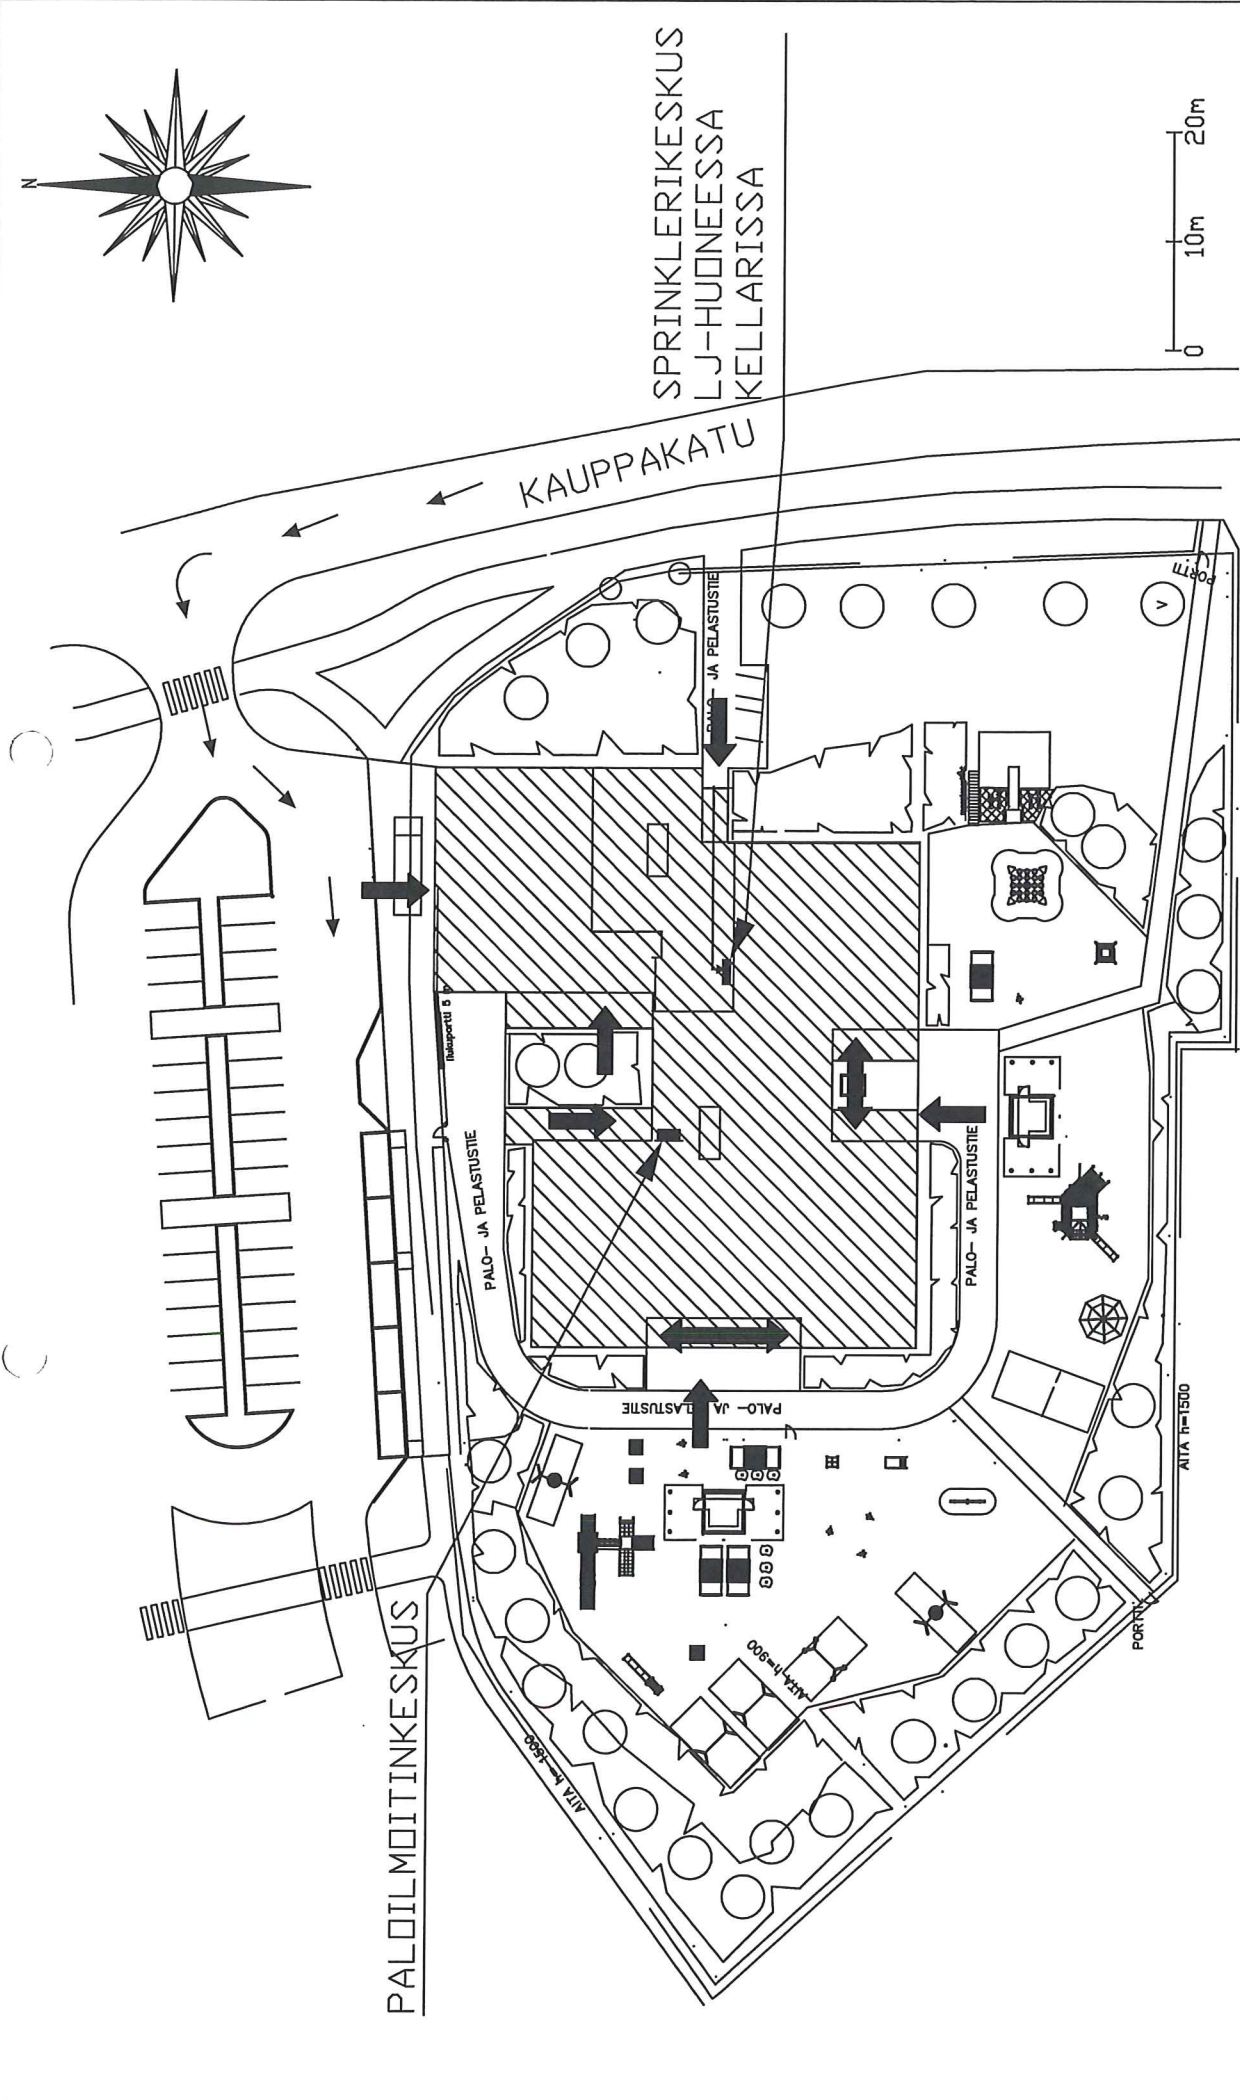 N
SPRINKLERIKESKUS
LJ-HUONEESSA
KELLARISSA
20m
10m
0
KAUPPAKATU
PORTTI
V
PALO- JA PELASTUSTIE
PALO- JA PELASTUSTIE
PALO- JA PELASTUSTIE
PALO- JA PELASTUSTIE
AITA h=1500
PORTTI
AITA h=900
AITA h=1500
PALOILMOITINKESKUS